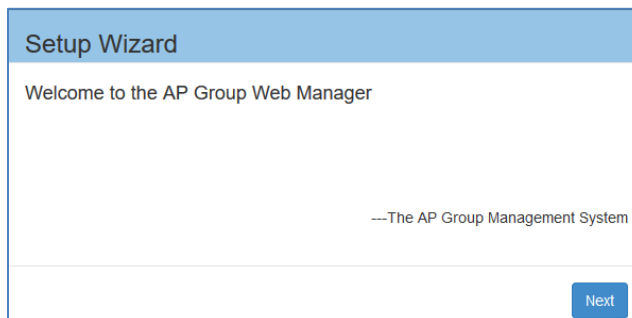 Setup Wizard
Welcome to the AP Group Web Manager
---The AP Group Management System
Next